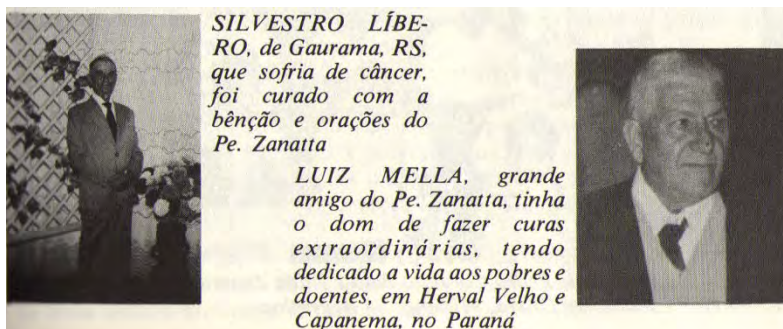 SILVESTRO LÍBE-
RO, de Gaurama, RS,
que sofria de câncer,
foi curado com a
bênção e orações do
Pe. Zanatta
LUIZ MELLA, grande
amigo do Pe. Zanatta, tinha
o dom de fazer curas
extraordinárias, tendo
dedicado a vida aos pobres e
doentes, em Herval Velho e
Capanema, no Paraná